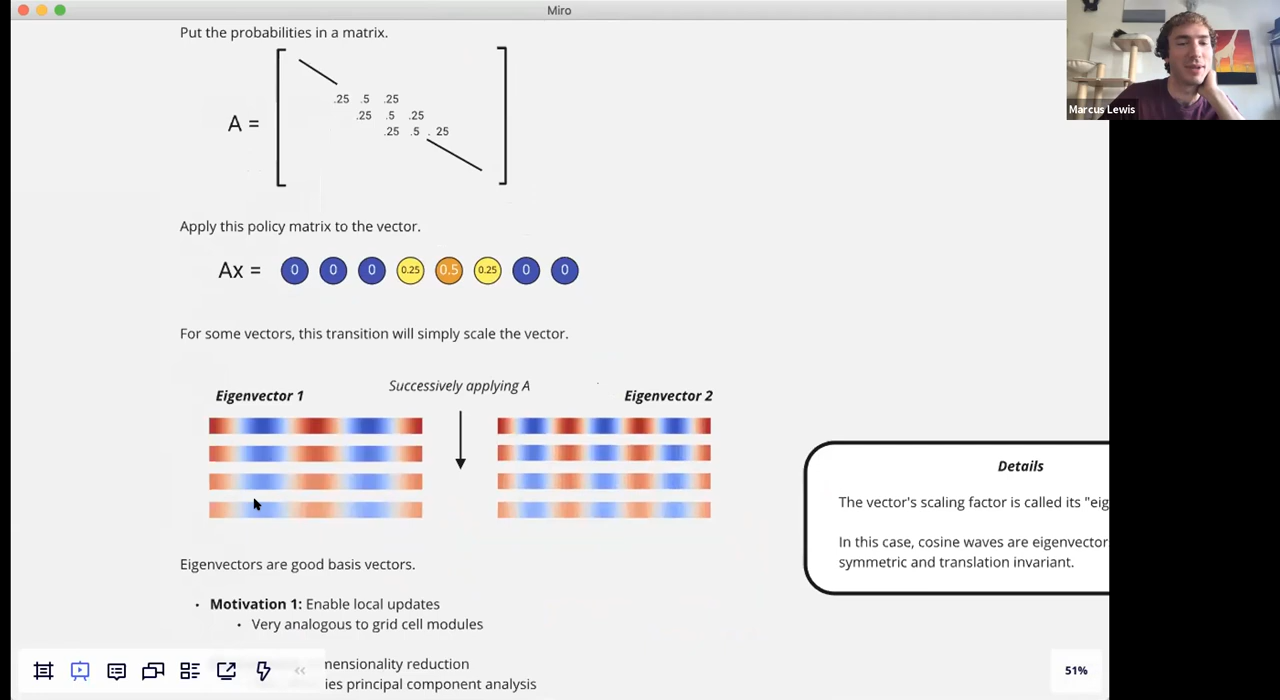 Miro
Put the probabilities in a matrix.
.25 .5 .25
A =
.25 .5 .25
.25 .5 . 25
Apply this policy matrix to the vector.
Ax = 0 0 0 0.25 0.5 0.25 0 0
For some vectors, this transition will simply scale the vector.
Successively applying A
Eigenvector 1
Eigenvector 2
Details
The vector's scaling factor is called its "eig
In this case, cosine waves are eigenvector
symmetric and translation invariant.
Eigenvectors are good basis vectors.
· Motivation 1: Enable local updates
· Very analogous to grid cell modules
mensionality reduction
ies principal component analysis
51%
Marcus Lewis